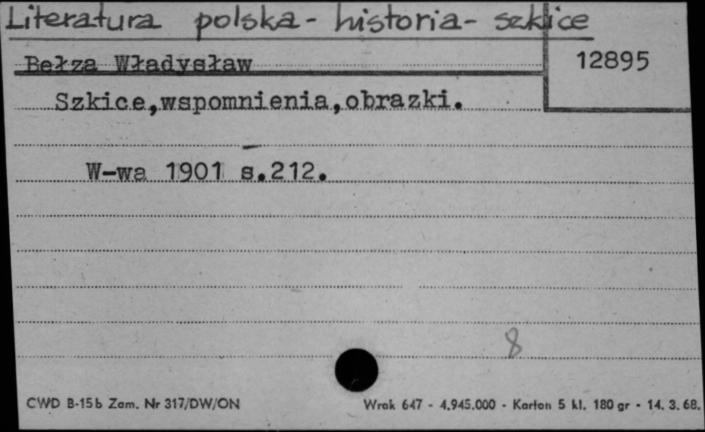 Literatura polska - historia - szkice
Bełza Władysław
12895
Szkice,wspomnienia,obrazki.
W-wa 1901 s.212.
8
CWD B-15b Zam. Nr 317/DW/ON
Wrak 647 - 4.945.000 - Karton 5 kl. 180 gr - 14. 3. 68.